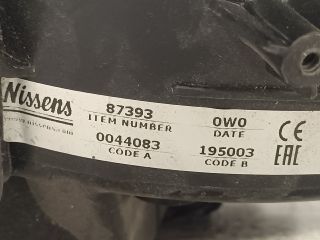 Nissens
87393 0W0
ITEM NUMBER DATE
0044083 195003
CODE A CODE B
CE
EAC